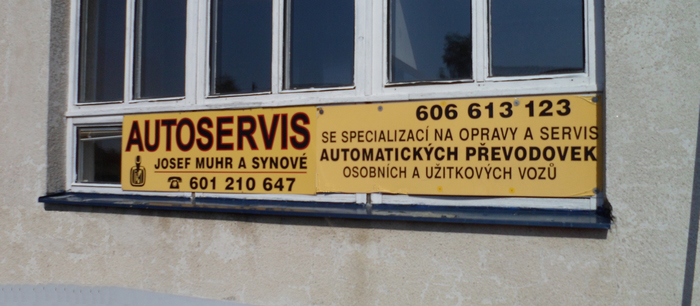 AUTOSERVIS
JOSEF MUHR A SYNOVÉ
☎ 601 210 647
606 613 123
SE SPECIALIZACÍ NA OPRAVY A SERVIS
AUTOMATICKÝCH PŘEVODOVEK
OSOBNÍCH A UŽITKOVÝCH VOZŮ